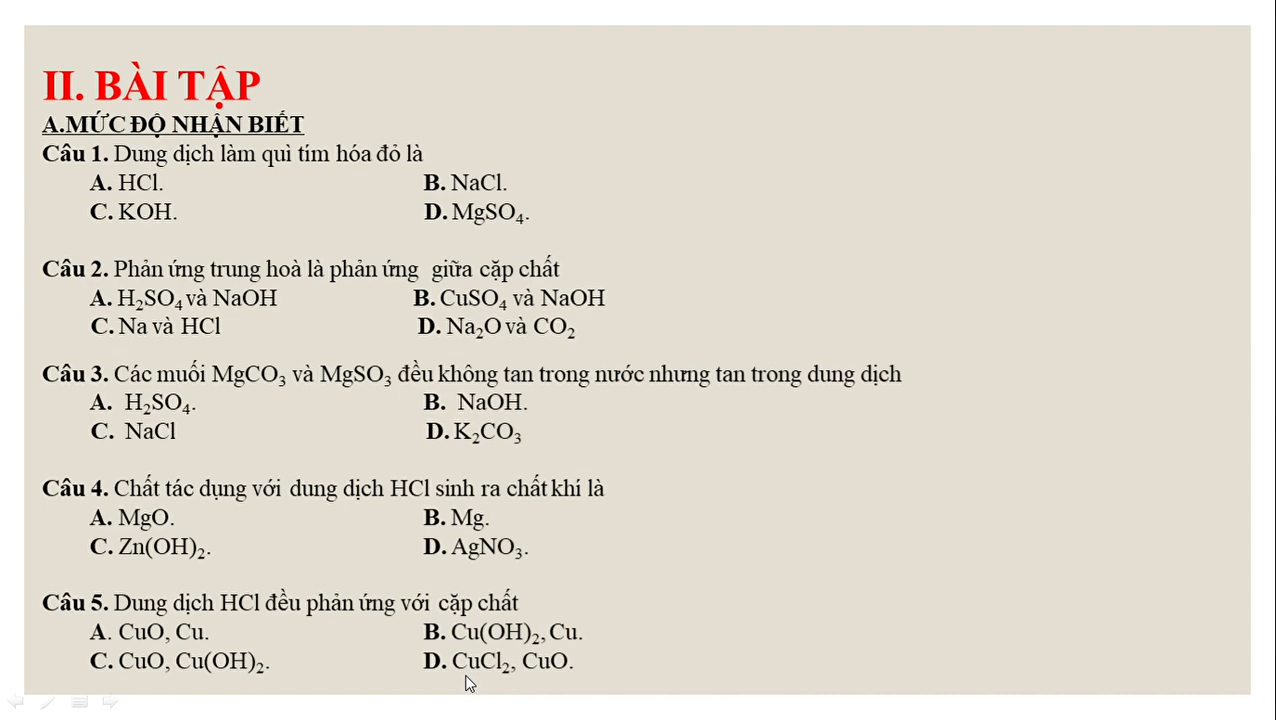 II. BÀI TẬP
A.MỨC ĐỘ NHẬN BIẾT
Câu 1. Dung dịch làm quì tím hóa đỏ là
A. HCl. B. NaCl.
C. KOH. D. MgSO₄.
Câu 2. Phản ứng trung hoà là phản ứng giữa cặp chất
A. H₂SO₄ và NaOH B. CuSO₄ và NaOH
C. Na và HCl D. Na₂O và CO₂
Câu 3. Các muối MgCO₃ và MgSO₃ đều không tan trong nước nhưng tan trong dung dịch
A. H₂SO₄. B. NaOH.
C. NaCl D. K₂CO₃
Câu 4. Chất tác dụng với dung dịch HCl sinh ra chất khí là
A. MgO. B. Mg.
C. Zn(OH)₂. D. AgNO₃.
Câu 5. Dung dịch HCl đều phản ứng với cặp chất
A. CuO, Cu. B. Cu(OH)₂, Cu.
C. CuO, Cu(OH)₂. D. CuCl₂, CuO.